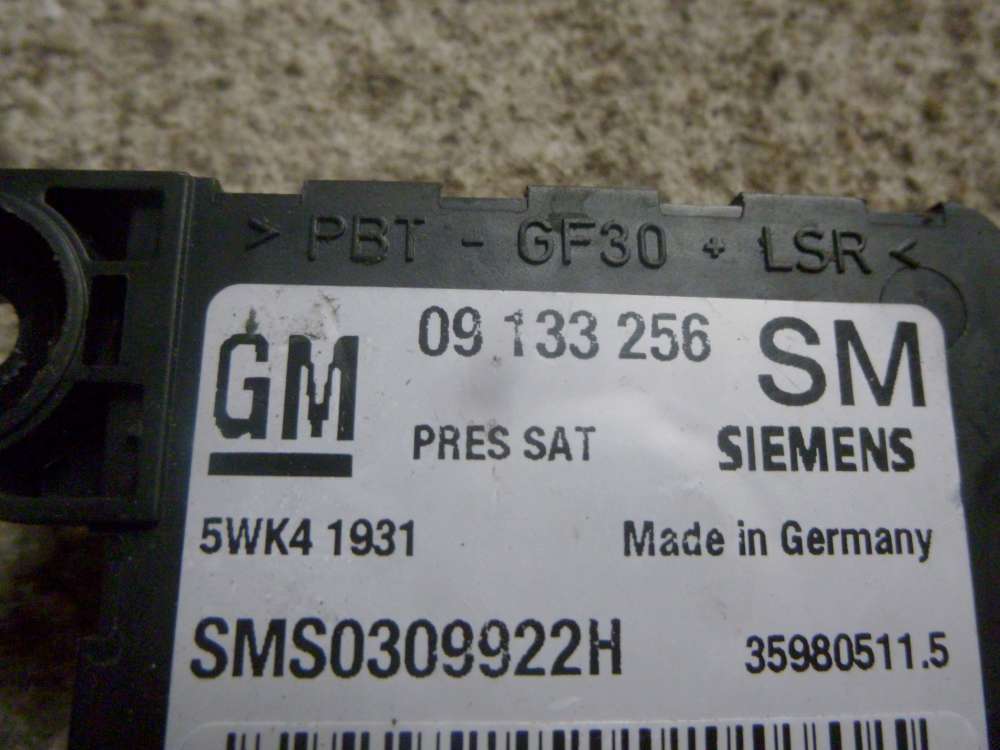 > PBT - GF30 + LSR <
GM 09 133 256 SM
PRES SAT SIEMENS
5WK4 1931 Made in Germany
SMS0309922H 35980511.5